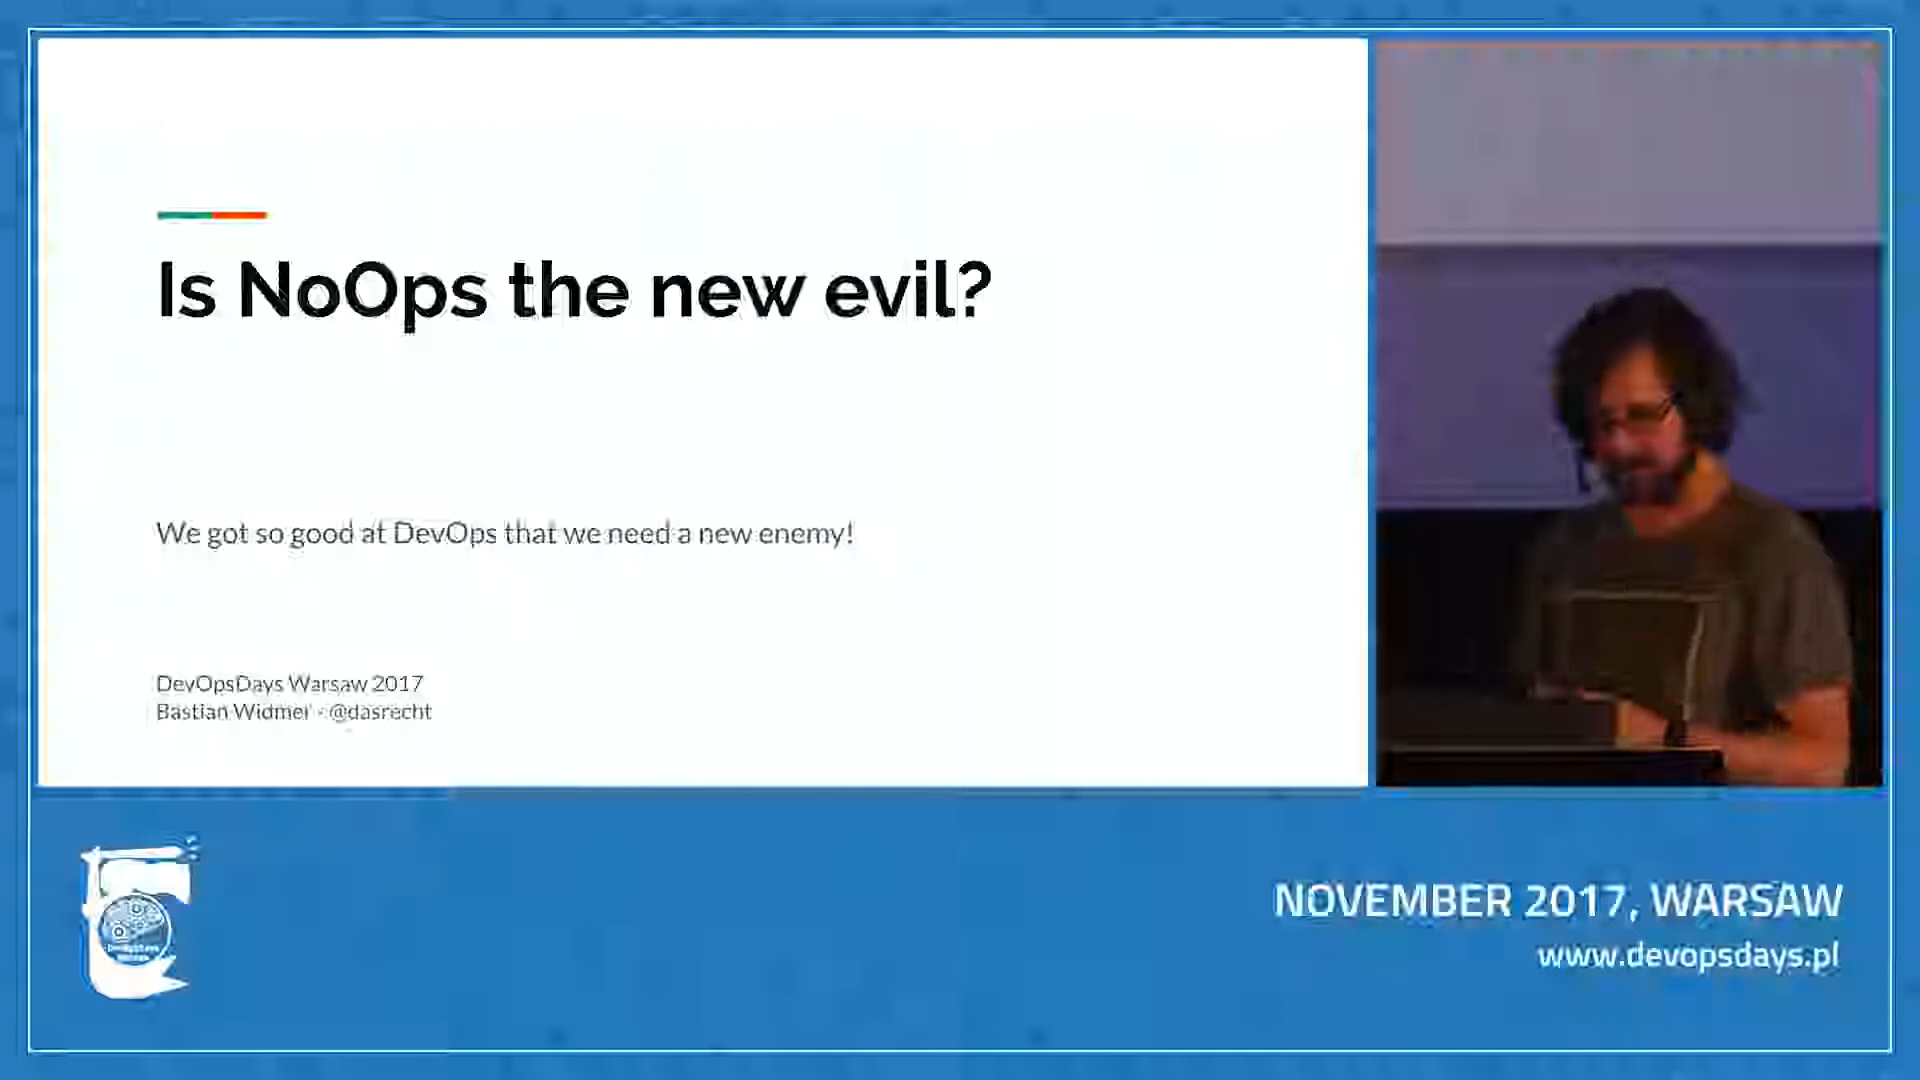 Is NoOps the new evil?
We got so good at DevOps that we need a new enemy!
DevOpsDays Warsaw 2017
Bastian Widmer - @dasrecht
NOVEMBER 2017, WARSAW
www.devopsdays.pl